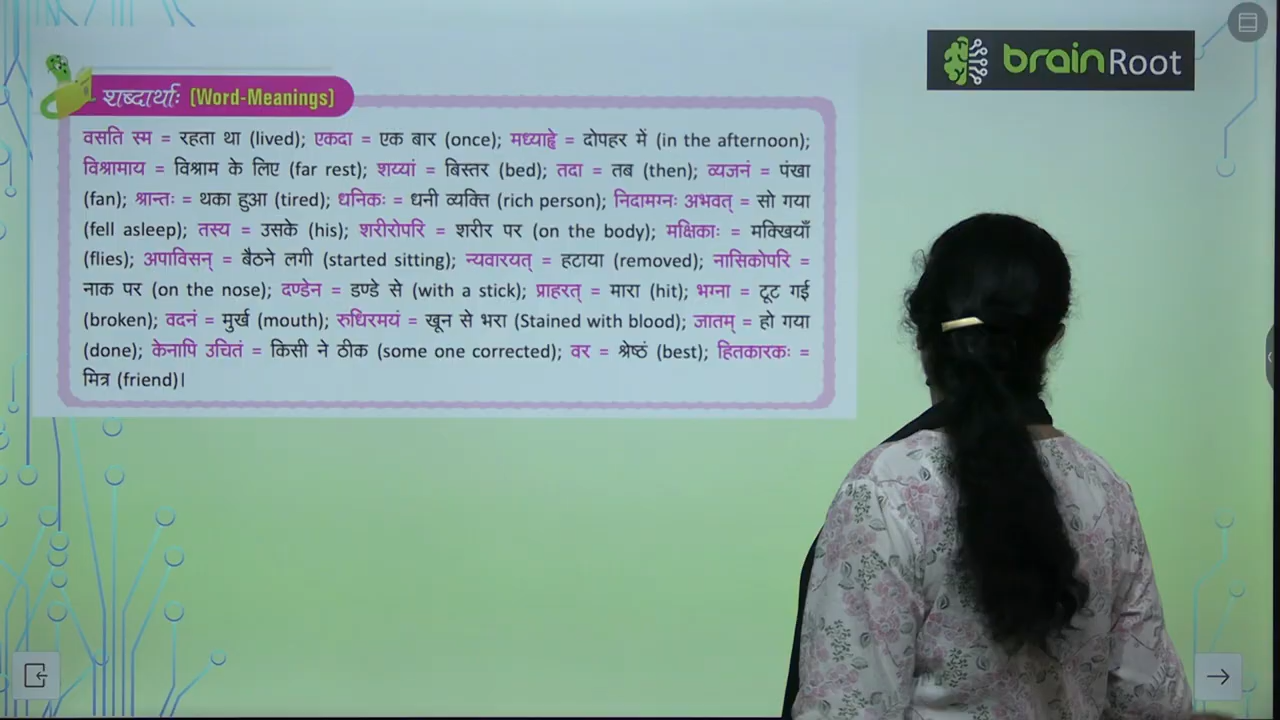 brainRoot
शब्दार्थाः (Word-Meanings)
वसति स्म = रहता था (lived); एकदा = एक बार (once); मध्याह्ने = दोपहर में (in the afternoon);
विश्रामाय = विश्राम के लिए (far rest); शय्यां = बिस्तर (bed); तदा = तब (then); व्यजनं = पंखा
(fan); श्रान्तः = थका हुआ (tired); धनिकः = धनी व्यक्ति (rich person); निदामग्नः अभवत् = सो गया
(fell asleep); तस्य = उसके (his); शरीरोपरि = शरीर पर (on the body); मक्षिकाः = मक्खियाँ
(flies); अपाविसन् = बैठने लगी (started sitting); न्यवारयत् = हटाया (removed); नासिकोपरि =
नाक पर (on the nose); दण्डेन = डण्डे से (with a stick); प्राहरत् = मारा (hit); भग्ना = टूट गई
(broken); वदनं = मुर्ख (mouth); रुधिरमयं = खून से भरा (Stained with blood); जातम् = हो गया
(done); केनापि उचितं = किसी ने ठीक (some one corrected); वर = श्रेष्ठं (best); हितकारकः =
मित्र (friend)।